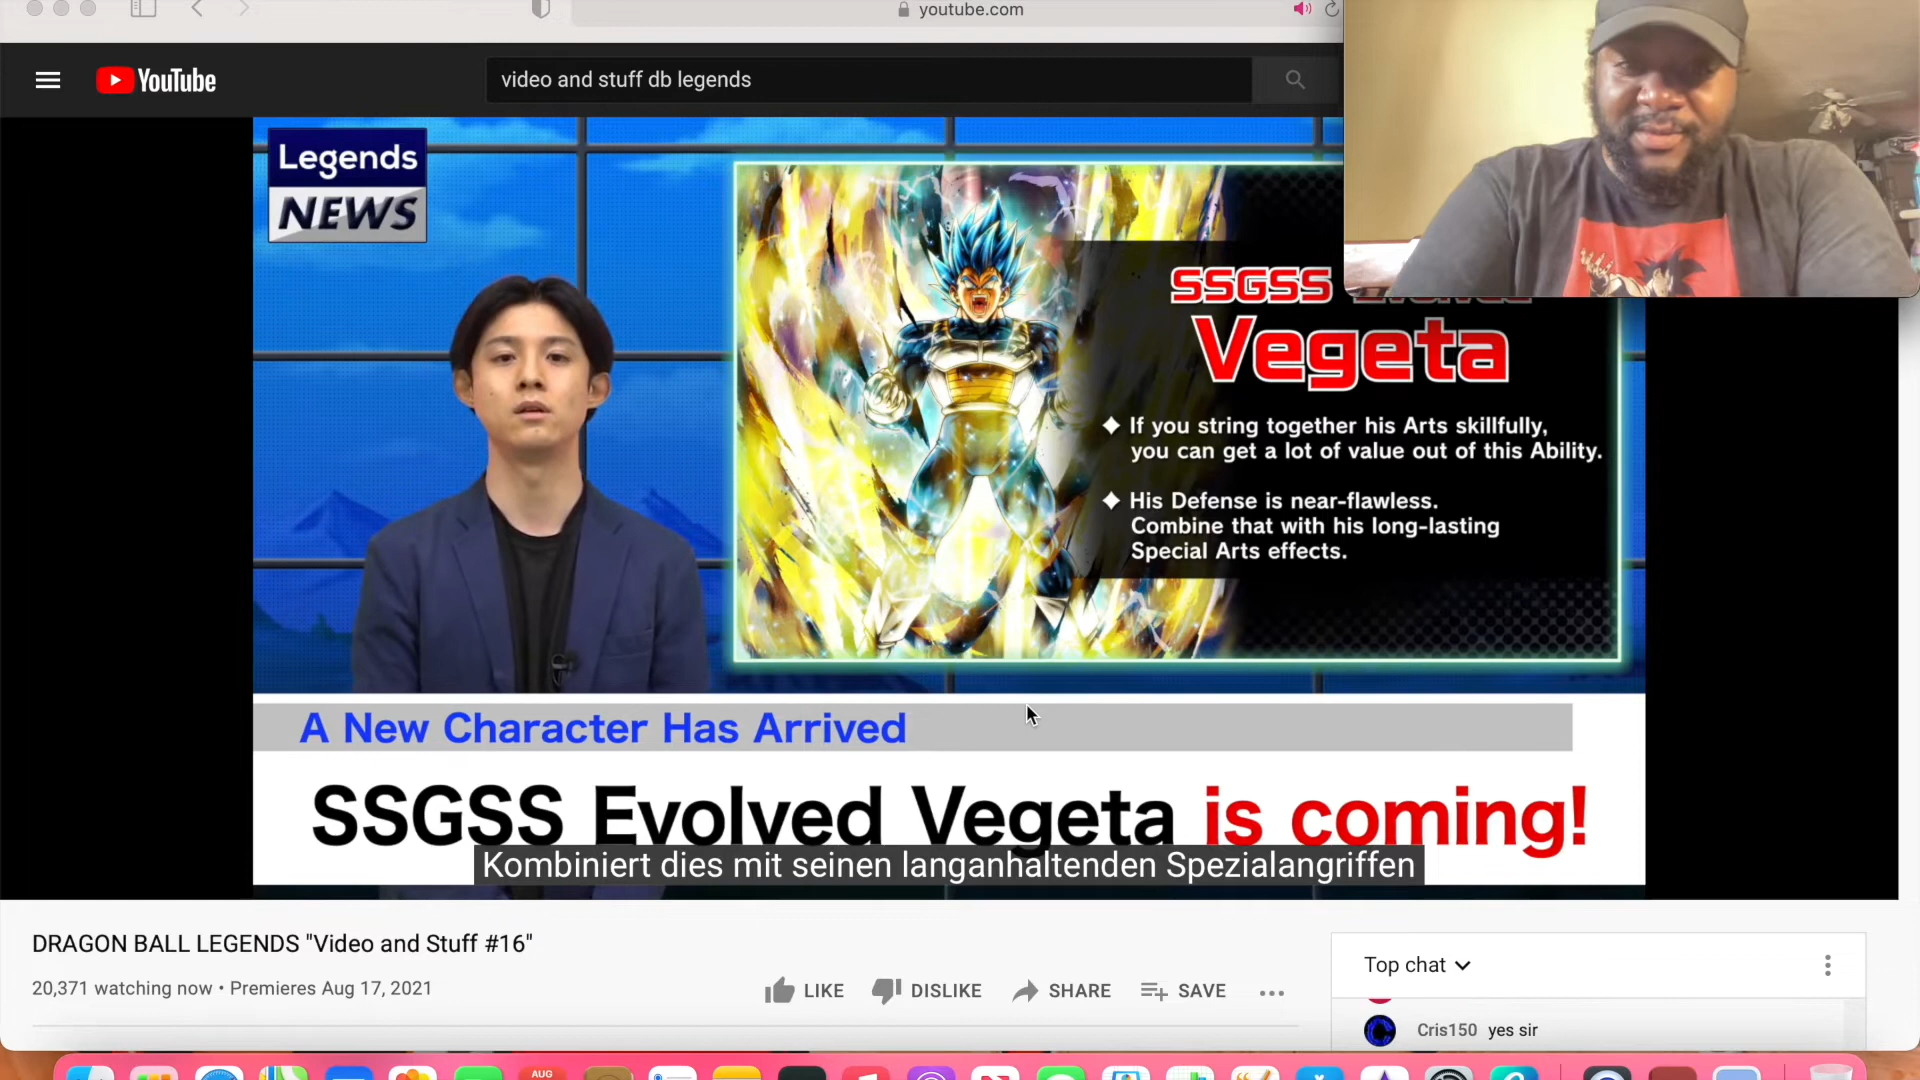 youtube.com
YouTube
video and stuff db legends
Legends
NEWS
SSGSS
Vegeta
If you string together his Arts skillfully,
you can get a lot of value out of this Ability.
His Defense is near-flawless.
Combine that with his long-lasting
Special Arts effects.
A New Character Has Arrived
SSGSS Evolved Vegeta is coming!
Kombiniert dies mit seinen langanhaltenden Spezialangriffen
DRAGON BALL LEGENDS "Video and Stuff #16"
20,371 watching now • Premieres Aug 17, 2021
LIKE
DISLIKE
SHARE
SAVE
Top chat
Cris150 yes sir
AUG